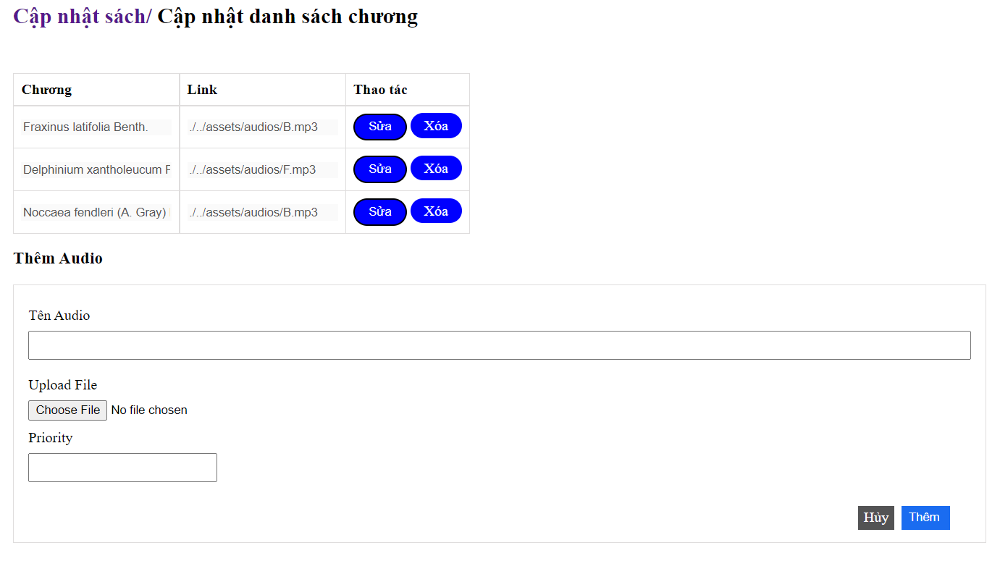 Cập nhật sách/ Cập nhật danh sách chương
Chương Link Thao tác
Fraxinus latifolia Benth. ./../assets/audios/B.mp3 Sửa Xóa
Delphinium xantholeucum ./../assets/audios/F.mp3 Sửa Xóa
Noccaea fendleri (A. Gray) ./../assets/audios/B.mp3 Sửa Xóa
Thêm Audio
Tên Audio
Upload File
Choose File No file chosen
Priority
Hủy Thêm